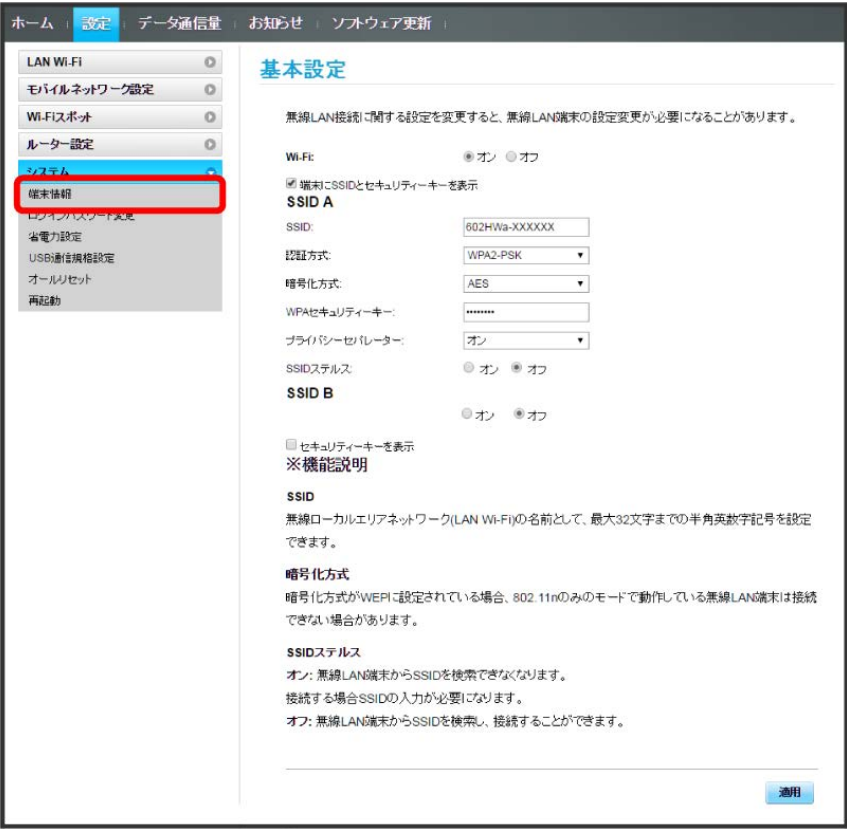 ホーム 設定 データ通信量 お知らせ ソフトウェア更新
LAN Wi-Fi
モバイルネットワーク設定
Wi-Fiスポット
ルーター設定
システム
端末情報
ログインパスワード変更
省電力設定
USB通信規格設定
オールリセット
再起動
基本設定
無線LAN接続に関する設定を変更すると、無線LAN端末の設定変更が必要になることがあります。
Wi-Fi: オン オフ
端末にSSIDとセキュリティーキーを表示
SSID A
SSID: 602HWa-XXXXXX
認証方式: WPA2-PSK
暗号化方式: AES
WPAセキュリティーキー: ••••••••
プライバシーセパレーター: オン
SSIDステルス: オン オフ
SSID B
オン オフ
セキュリティーキーを表示
※機能説明
SSID
無線ローカルエリアネットワーク(LAN Wi-Fi)の名前として、最大32文字までの半角英数字記号を設定
できます。
暗号化方式
暗号化方式がWEPに設定されている場合、802.11nのみのモードで動作している無線LAN端末は接続
できない場合があります。
SSIDステルス
オン: 無線LAN端末からSSIDを検索できなくなります。
接続する場合SSIDの入力が必要になります。
オフ: 無線LAN端末からSSIDを検索し、接続することができます。
適用